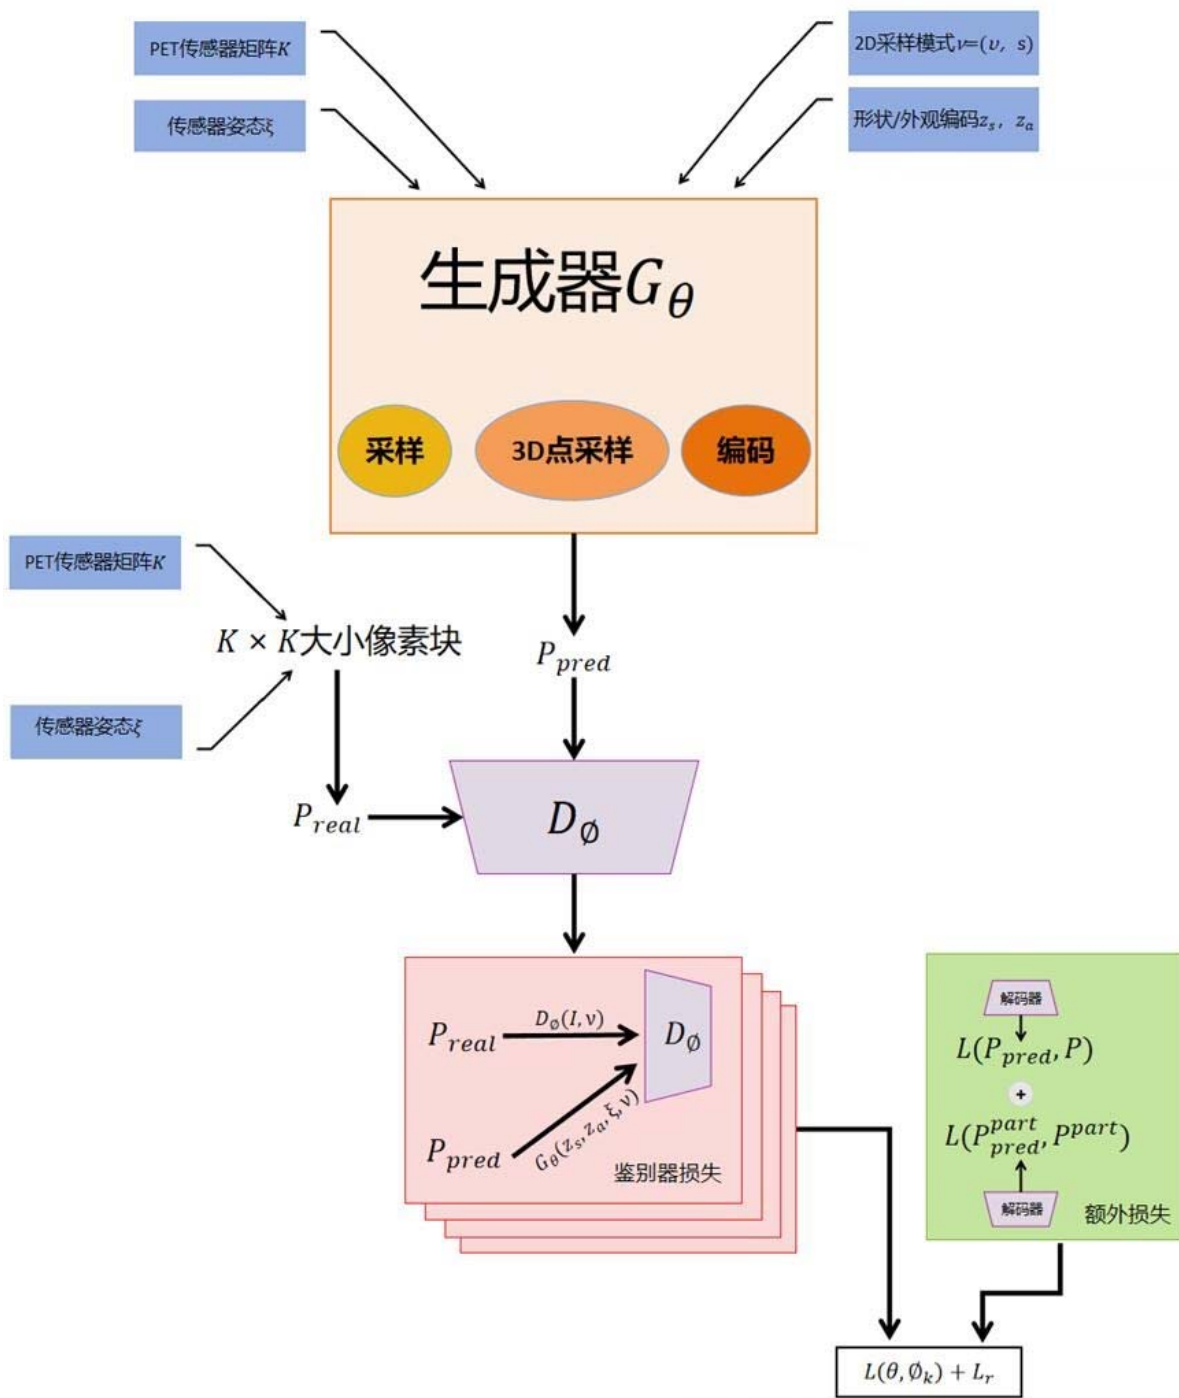 PET传感器矩阵K
传感器姿态ξ
2D采样模式ν=(υ, s)
形状/外观编码z_s, z_a
生成器G_θ
采样
3D点采样
编码
PET传感器矩阵K
K × K大小像素块
传感器姿态ξ
P_pred
P_real
D_∅
P_real
D_∅(I, ν)
D_∅
P_pred
G_θ(z_s, z_a, ξ, ν)
鉴别器损失
解码器
L(P_pred, P)
+
L(P_pred^part, P^part)
解码器
额外损失
L(θ, ∅_k) + L_r